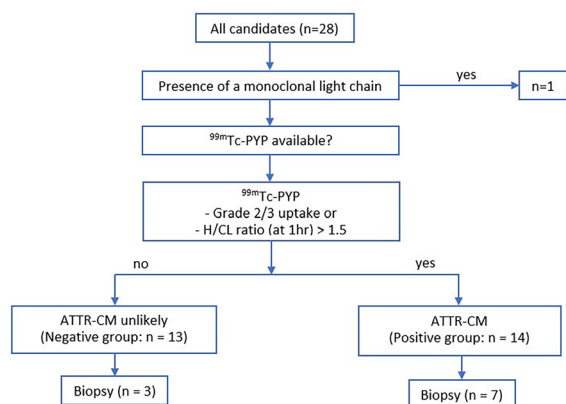 All candidates (n=28)
Presence of a monoclonal light chain
yes
n=1
⁹⁹ᵐTc-PYP available?
⁹⁹ᵐTc-PYP
- Grade 2/3 uptake or
- H/CL ratio (at 1hr) > 1.5
no
yes
ATTR-CM unlikely
(Negative group: n = 13)
ATTR-CM
(Positive group: n = 14)
Biopsy (n = 3)
Biopsy (n = 7)